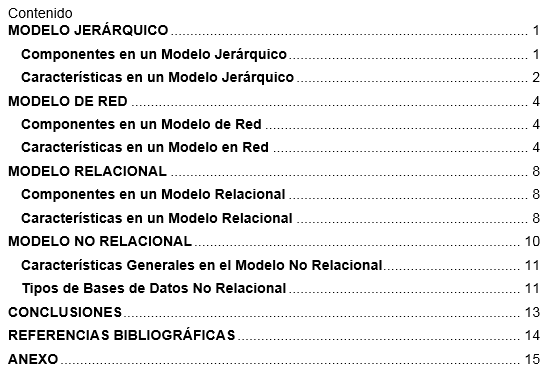 Contenido
MODELO JERÁRQUICO ........ 1
Componentes en un Modelo Jerárquico ........ 1
Características en un Modelo Jerárquico ........ 2
MODELO DE RED ........ 4
Componentes en un Modelo de Red ........ 4
Características en un Modelo en Red ........ 4
MODELO RELACIONAL ........ 8
Componentes en un Modelo Relacional ........ 8
Características en un Modelo Relacional ........ 8
MODELO NO RELACIONAL ........ 10
Características Generales en el Modelo No Relacional ........ 11
Tipos de Bases de Datos No Relacional ........ 11
CONCLUSIONES ........ 13
REFERENCIAS BIBLIOGRÁFICAS ........ 14
ANEXO ........ 15